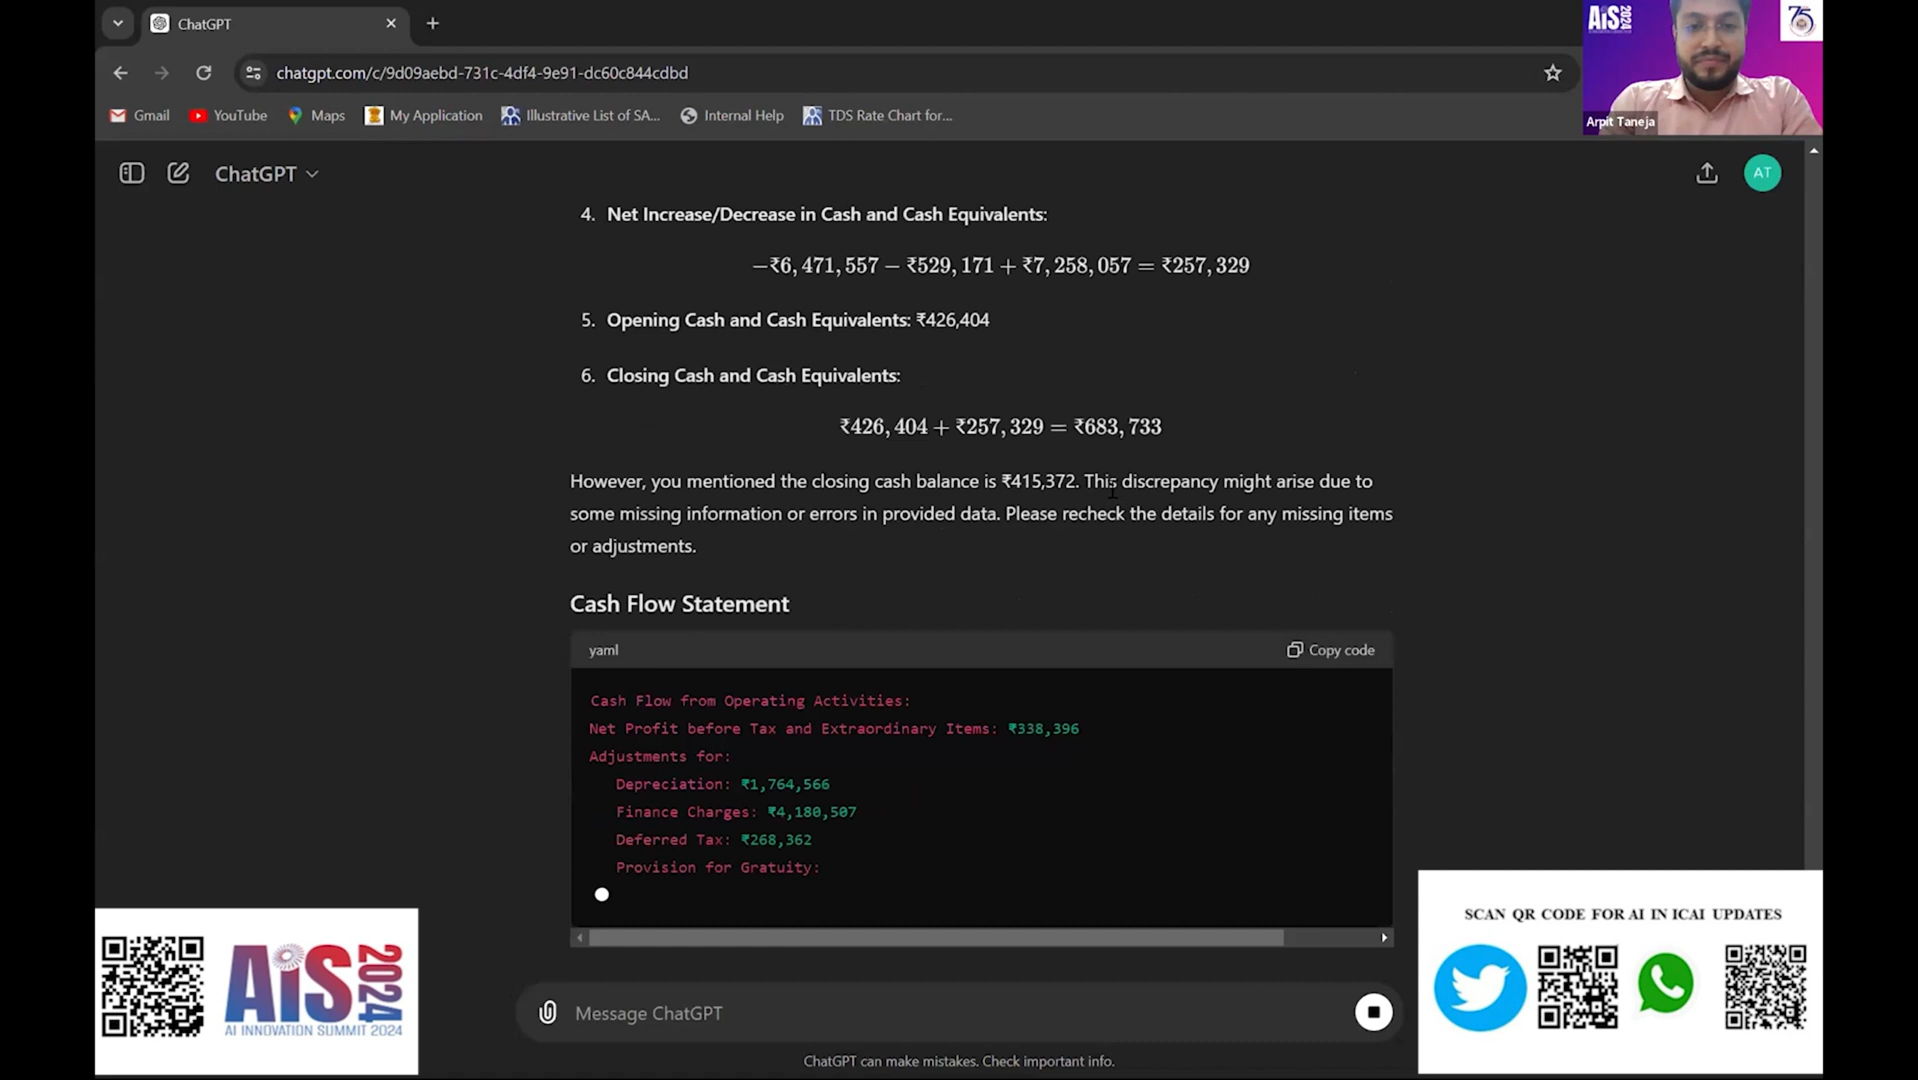 ChatGPT
chatgpt.com/c/9d09aebd-731c-4df4-9e91-dc60c844cdbd
Gmail YouTube Maps My Application Illustrative List of SA... Internal Help TDS Rate Chart for...
AiS 2024
75
Arpit Taneja
ChatGPT
AT
4. Net Increase/Decrease in Cash and Cash Equivalents:
−₹6,471,557 − ₹529,171 + ₹7,258,057 = ₹257,329
5. Opening Cash and Cash Equivalents: ₹426,404
6. Closing Cash and Cash Equivalents:
₹426,404 + ₹257,329 = ₹683,733
However, you mentioned the closing cash balance is ₹415,372. This discrepancy might arise due to
some missing information or errors in provided data. Please recheck the details for any missing items
or adjustments.
Cash Flow Statement
yaml Copy code
Cash Flow from Operating Activities:
Net Profit before Tax and Extraordinary Items: ₹338,396
Adjustments for:
Depreciation: ₹1,764,566
Finance Charges: ₹4,180,507
Deferred Tax: ₹268,362
Provision for Gratuity:
Message ChatGPT
ChatGPT can make mistakes. Check important info.
AiS 2024
AI INNOVATION SUMMIT 2024
SCAN QR CODE FOR AI IN ICAI UPDATES